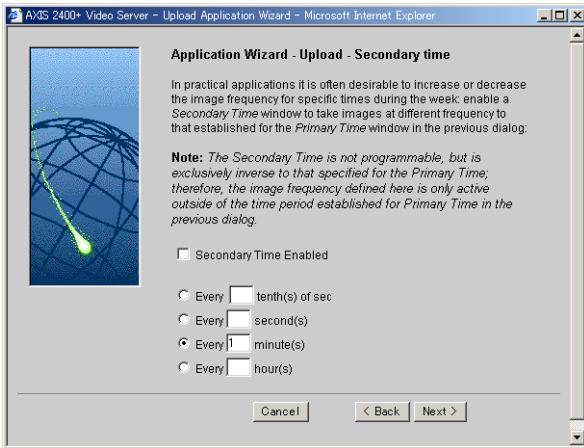 AXIS 2400+ Video Server - Upload Application Wizard - Microsoft Internet Explorer
Application Wizard - Upload - Secondary time
In practical applications it is often desirable to increase or decrease
the image frequency for specific times during the week: enable a
Secondary Time window to take images at different frequency to
that established for the Primary Time window in the previous dialog:
Note: The Secondary Time is not programmable, but is
exclusively inverse to that specified for the Primary Time;
therefore, the image frequency defined here is only active
outside of the time period established for Primary Time in the
previous dialog.
Secondary Time Enabled
Every tenth(s) of sec
Every second(s)
Every 1 minute(s)
Every hour(s)
Cancel < Back Next >